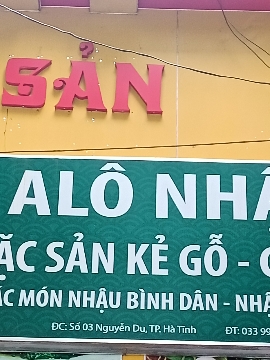 SẢN
ALÔ NHẬ
ẶC SẢN KẺ GỖ -
ÁC MÓN NHẬU BÌNH DÂN - NHẬ
ĐC: Số 03 Nguyễn Du, TP. Hà Tĩnh ĐT: 033 99